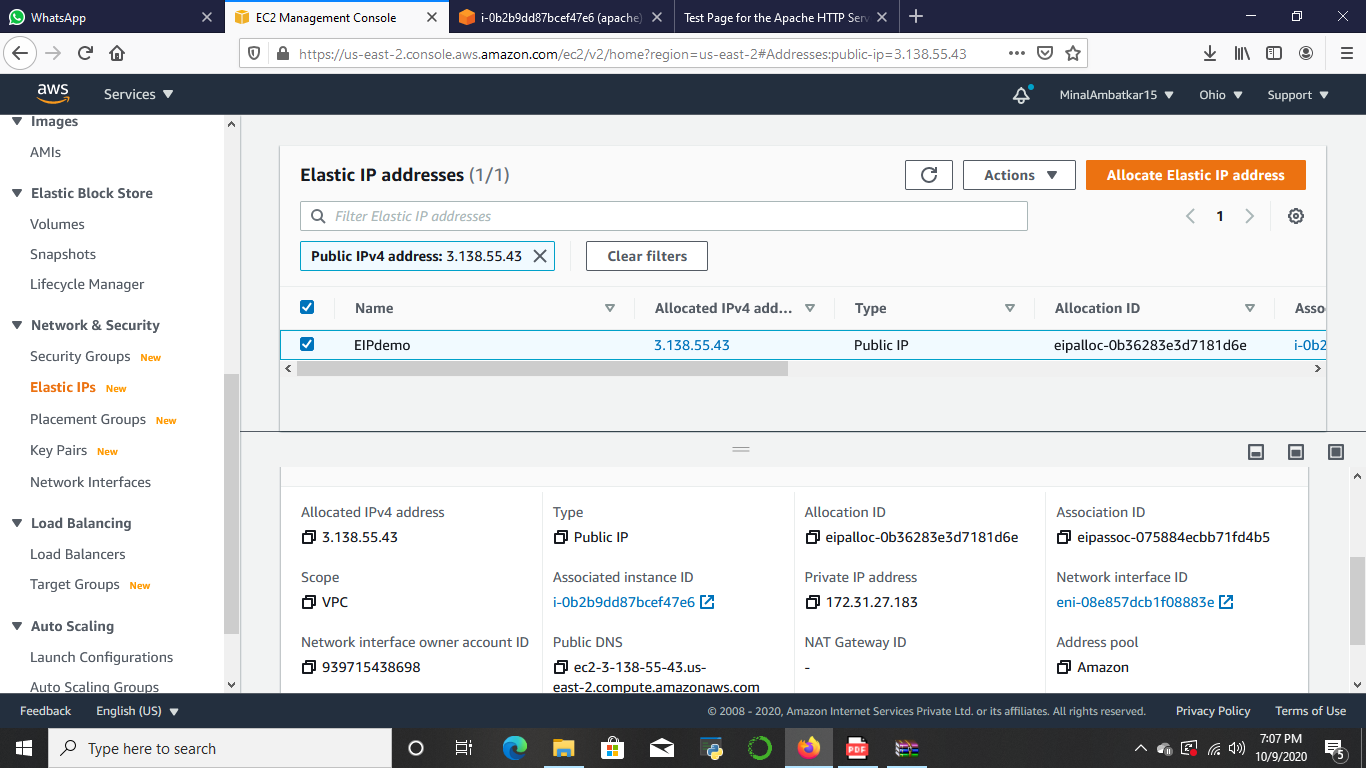 WhatsApp
EC2 Management Console
i-0b2b9dd87bcef47e6 (apache)
Test Page for the Apache HTTP Serv
https://us-east-2.console.aws.amazon.com/ec2/v2/home?region=us-east-2#Addresses:public-ip=3.138.55.43
aws
Services
MinalAmbatkar15
Ohio
Support
Images
AMIs
Elastic Block Store
Volumes
Snapshots
Lifecycle Manager
Network & Security
Security Groups New
Elastic IPs New
Placement Groups New
Key Pairs New
Network Interfaces
Load Balancing
Load Balancers
Target Groups New
Auto Scaling
Launch Configurations
Auto Scaling Groups
Elastic IP addresses (1/1)
Actions
Allocate Elastic IP address
Filter Elastic IP addresses
1
Public IPv4 address: 3.138.55.43
Clear filters
Name Allocated IPv4 add... Type Allocation ID Asso
EIPdemo 3.138.55.43 Public IP eipalloc-0b36283e3d7181d6e i-0b2
Allocated IPv4 address
3.138.55.43
Type
Public IP
Allocation ID
eipalloc-0b36283e3d7181d6e
Association ID
eipassoc-075884ecbb71fd4b5
Scope
VPC
Associated instance ID
i-0b2b9dd87bcef47e6
Private IP address
172.31.27.183
Network interface ID
eni-08e857dcb1f08883e
Network interface owner account ID
939715438698
Public DNS
ec2-3-138-55-43.us-
east-2.compute.amazonaws.com
NAT Gateway ID
-
Address pool
Amazon
Feedback
English (US)
© 2008 - 2020, Amazon Internet Services Private Ltd. or its affiliates. All rights reserved.
Privacy Policy
Terms of Use
Type here to search
PDF
7:07 PM
10/9/2020
5